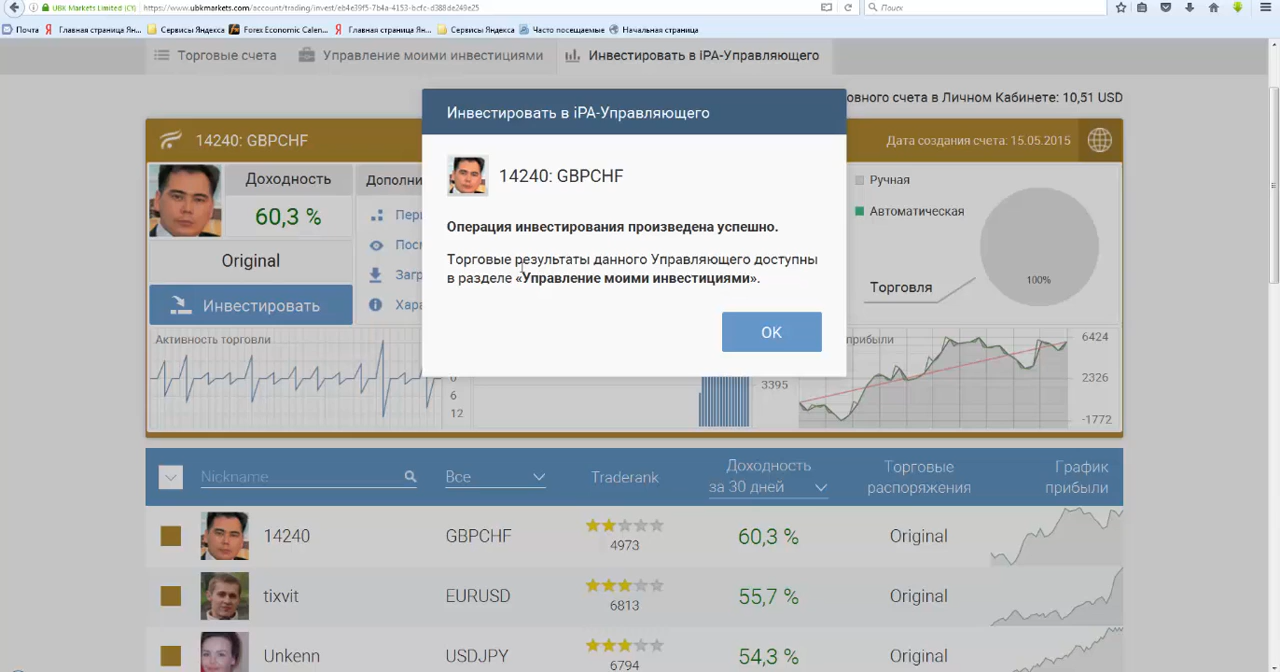 UBK Markets Limited (CY)
https://www.ubkmarkets.com/account/trading/invest/eb4e39f5-7b4a-4153-bcfc-d388de249e25
Поиск
Почта
Главная страница Ян...
Сервисы Яндекса
Forex Economic Calen...
Главная страница Ян...
Сервисы Яндекса
Часто посещаемые
Начальная страница
Торговые счета
Управление моими инвестициями
Инвестировать в iPA-Управляющего
овного счета в Личном Кабинете: 10,51 USD
Инвестировать в iPA-Управляющего
14240: GBPCHF
Операция инвестирования произведена успешно.
Торговые результаты данного Управляющего доступны
в разделе «Управление моими инвестициями».
OK
14240: GBPCHF
Дата создания счета: 15.05.2015
Доходность
60,3 %
Original
Инвестировать
Дополни
Пери
Посл
Загр
Хара
Ручная
Автоматическая
100%
Торговля
Активность торговли
0
6
12
3395
прибыли
6424
2326
-1772
Nickname
Все
Traderank
Доходность
за 30 дней
Торговые
распоряжения
График
прибыли
14240
GBPCHF
4973
60,3 %
Original
tixvit
EURUSD
6813
55,7 %
Original
Unkenn
USDJPY
6794
54,3 %
Original